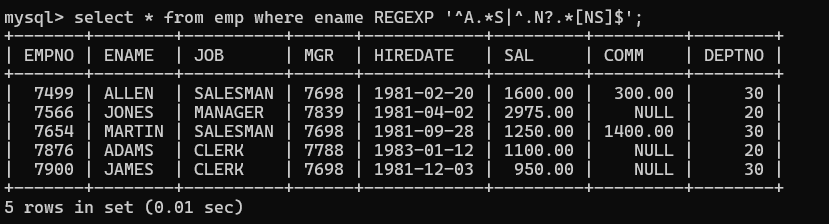 mysql> select * from emp where ename REGEXP '^A.*S|^.N?.*[NS]$';
+-------+--------+----------+------+------------+---------+---------+--------+
| EMPNO | ENAME  | JOB      | MGR  | HIREDATE   | SAL     | COMM    | DEPTNO |
+-------+--------+----------+------+------------+---------+---------+--------+
|  7499 | ALLEN  | SALESMAN | 7698 | 1981-02-20 | 1600.00 |  300.00 |     30 |
|  7566 | JONES  | MANAGER  | 7839 | 1981-04-02 | 2975.00 |    NULL |     20 |
|  7654 | MARTIN | SALESMAN | 7698 | 1981-09-28 | 1250.00 | 1400.00 |     30 |
|  7876 | ADAMS  | CLERK    | 7788 | 1983-01-12 | 1100.00 |    NULL |     20 |
|  7900 | JAMES  | CLERK    | 7698 | 1981-12-03 |  950.00 |    NULL |     30 |
+-------+--------+----------+------+------------+---------+---------+--------+
5 rows in set (0.01 sec)